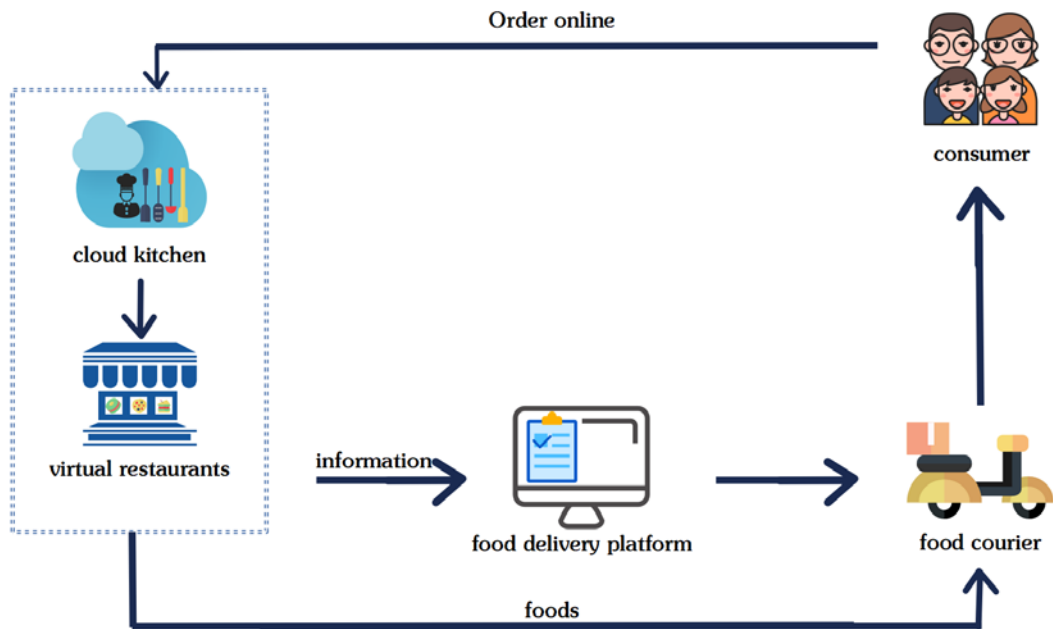 Order online
consumer
cloud kitchen
virtual restaurants
information
food delivery platform
food courier
foods